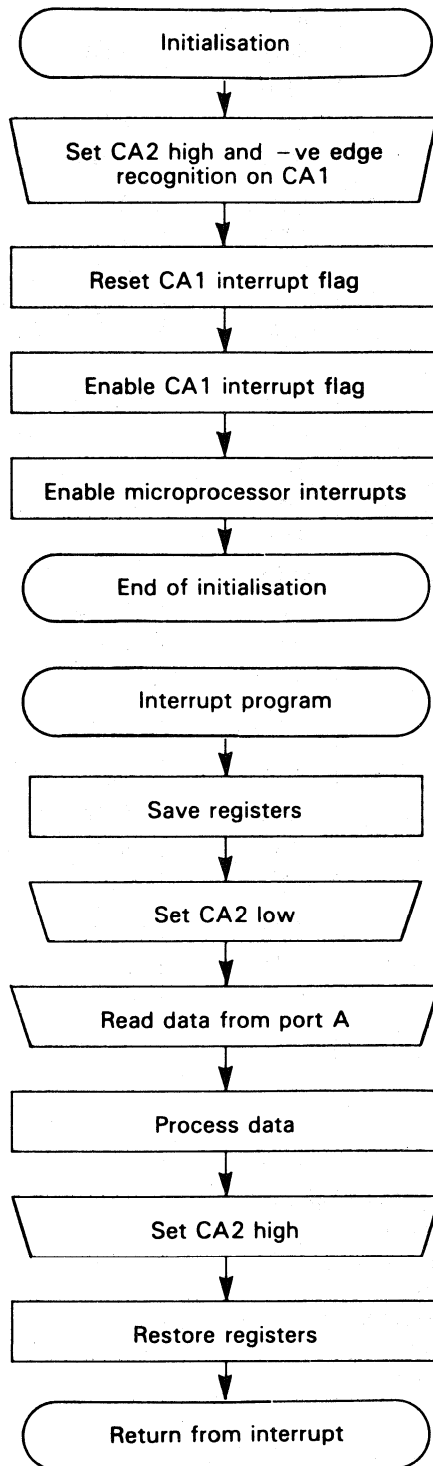 Initialisation
Set CA2 high and –ve edge
recognition on CA1
Reset CA1 interrupt flag
Enable CA1 interrupt flag
Enable microprocessor interrupts
End of initialisation
Interrupt program
Save registers
Set CA2 low
Read data from port A
Process data
Set CA2 high
Restore registers
Return from interrupt